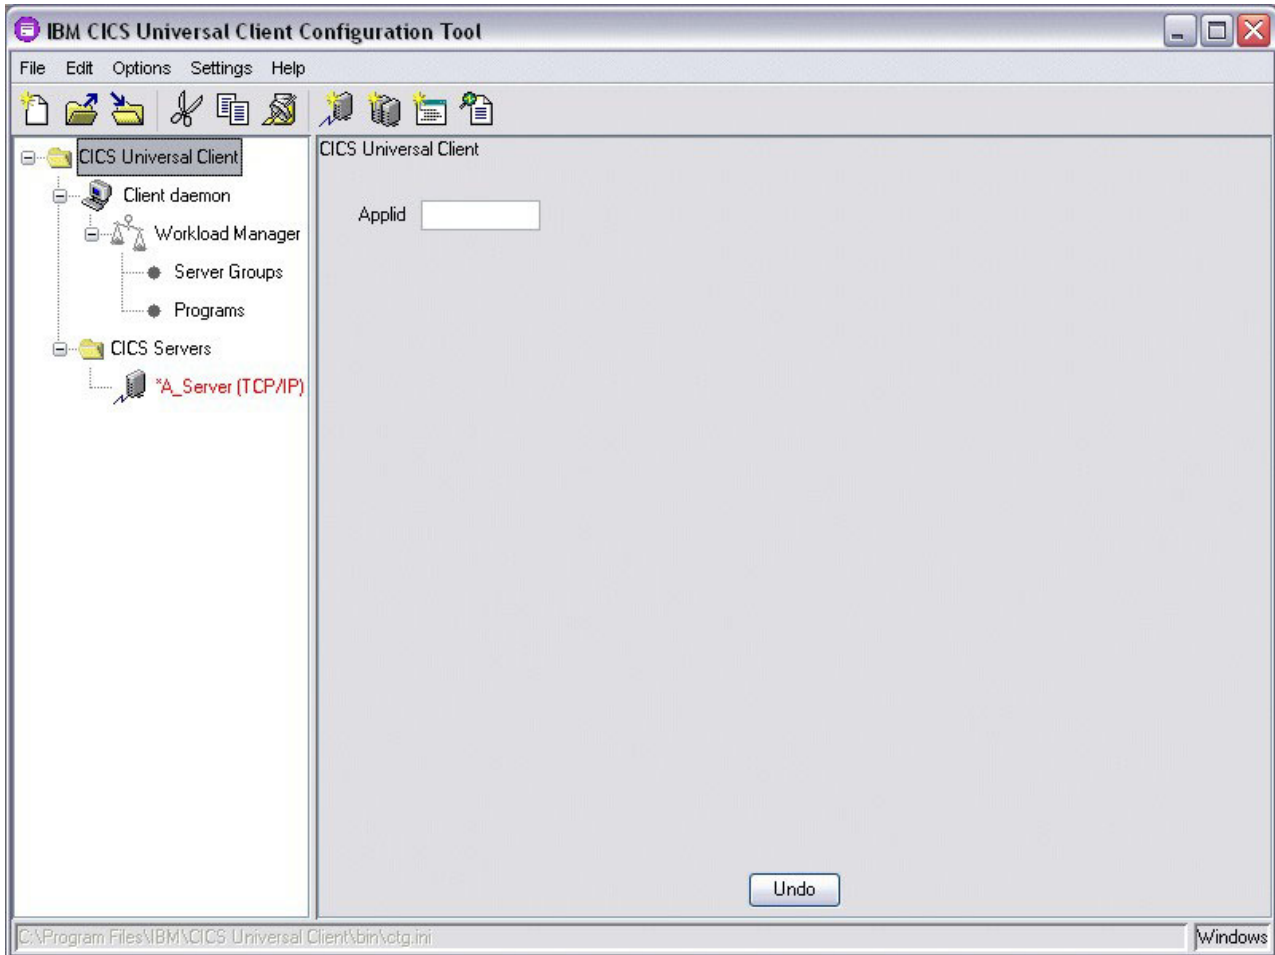 IBM CICS Universal Client Configuration Tool
File Edit Options Settings Help
CICS Universal Client
Client daemon
Workload Manager
Server Groups
Programs
CICS Servers
*A_Server (TCP/IP)
CICS Universal Client
Applid
Undo
C:\Program Files\IBM\CICS Universal Client\bin\ctg.ini
Windows